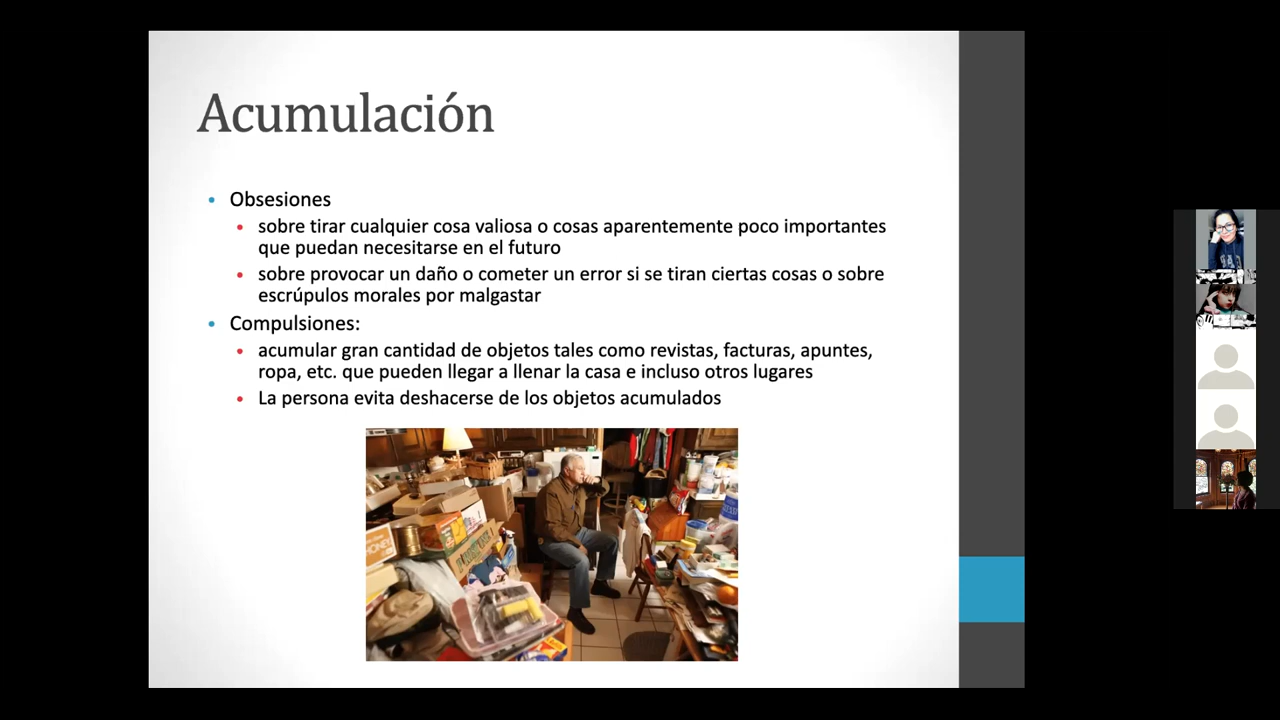 Acumulación
Obsesiones
sobre tirar cualquier cosa valiosa o cosas aparentemente poco importantes
que puedan necesitarse en el futuro
sobre provocar un daño o cometer un error si se tiran ciertas cosas o sobre
escrúpulos morales por malgastar
Compulsiones:
acumular gran cantidad de objetos tales como revistas, facturas, apuntes,
ropa, etc. que pueden llegar a llenar la casa e incluso otros lugares
La persona evita deshacerse de los objetos acumulados